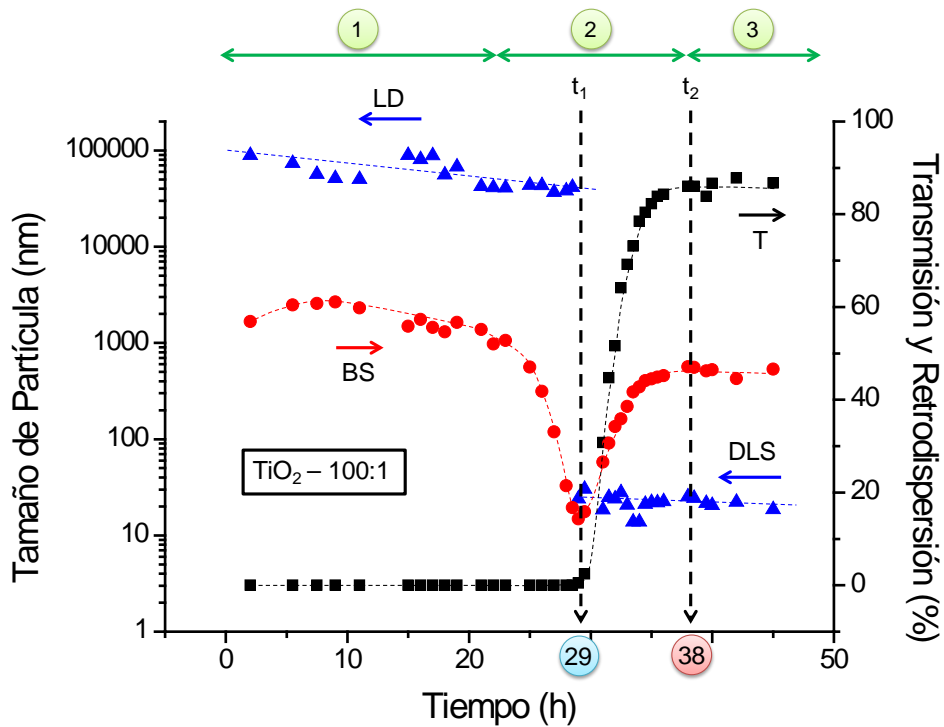 1 2 3
t₁ t₂
LD
T
BS
DLS
TiO₂ – 100:1
Tamaño de Partícula (nm)
100000
10000
1000
100
10
1
Transmisión y Retrodispersión (%)
100
80
60
40
20
0
0 10 20 29 38 50
Tiempo (h)